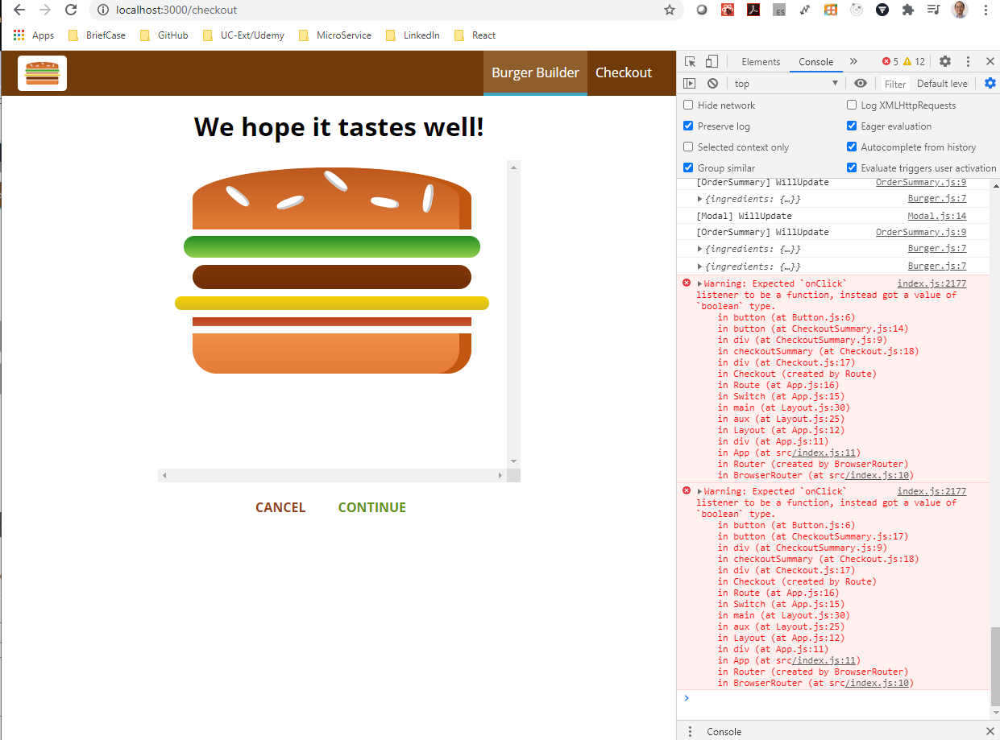 localhost:3000/checkout
ES
Apps BriefCase GitHub UC-Ext/Udemy MicroService LinkedIn React
Burger Builder Checkout
We hope it tastes well!
CANCEL CONTINUE
Elements Console » 5 12
top Filter Default leve
Hide network Log XMLHttpRequests
Preserve log Eager evaluation
Selected context only Autocomplete from history
Group similar Evaluate triggers user activation
[OrderSummary] WillUpdate OrderSummary.js:9
{ingredients: {…}} Burger.js:7
[Modal] WillUpdate Modal.js:14
[OrderSummary] WillUpdate OrderSummary.js:9
{ingredients: {…}} Burger.js:7
{ingredients: {…}} Burger.js:7
Warning: Expected `onClick` index.js:2177
listener to be a function, instead got a value of
`boolean` type.
in button (at Button.js:6)
in button (at CheckoutSummary.js:14)
in div (at CheckoutSummary.js:9)
in checkoutSummary (at Checkout.js:18)
in div (at Checkout.js:17)
in Checkout (created by Route)
in Route (at App.js:16)
in Switch (at App.js:15)
in main (at Layout.js:30)
in aux (at Layout.js:25)
in Layout (at App.js:12)
in div (at App.js:11)
in App (at src/index.js:11)
in Router (created by BrowserRouter)
in BrowserRouter (at src/index.js:10)
Warning: Expected `onClick` index.js:2177
listener to be a function, instead got a value of
`boolean` type.
in button (at Button.js:6)
in button (at CheckoutSummary.js:17)
in div (at CheckoutSummary.js:9)
in checkoutSummary (at Checkout.js:18)
in div (at Checkout.js:17)
in Checkout (created by Route)
in Route (at App.js:16)
in Switch (at App.js:15)
in main (at Layout.js:30)
in aux (at Layout.js:25)
in Layout (at App.js:12)
in div (at App.js:11)
in App (at src/index.js:11)
in Router (created by BrowserRouter)
in BrowserRouter (at src/index.js:10)
Console